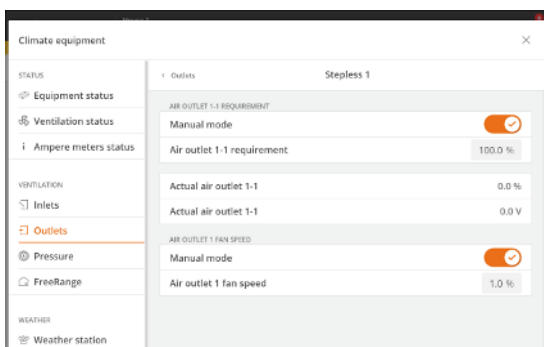 Climate equipment
STATUS
Equipment status
Ventilation status
Ampere meters status
VENTILATION
Inlets
Outlets
Pressure
FreeRange
WEATHER
Weather station
Outlets
Stepless 1
AIR OUTLET 1-1 REQUIREMENT
Manual mode
Air outlet 1-1 requirement 100.0 %
Actual air outlet 1-1 0.0 %
Actual air outlet 1-1 0.0 V
AIR OUTLET 1 FAN SPEED
Manual mode
Air outlet 1 fan speed 1.0 %